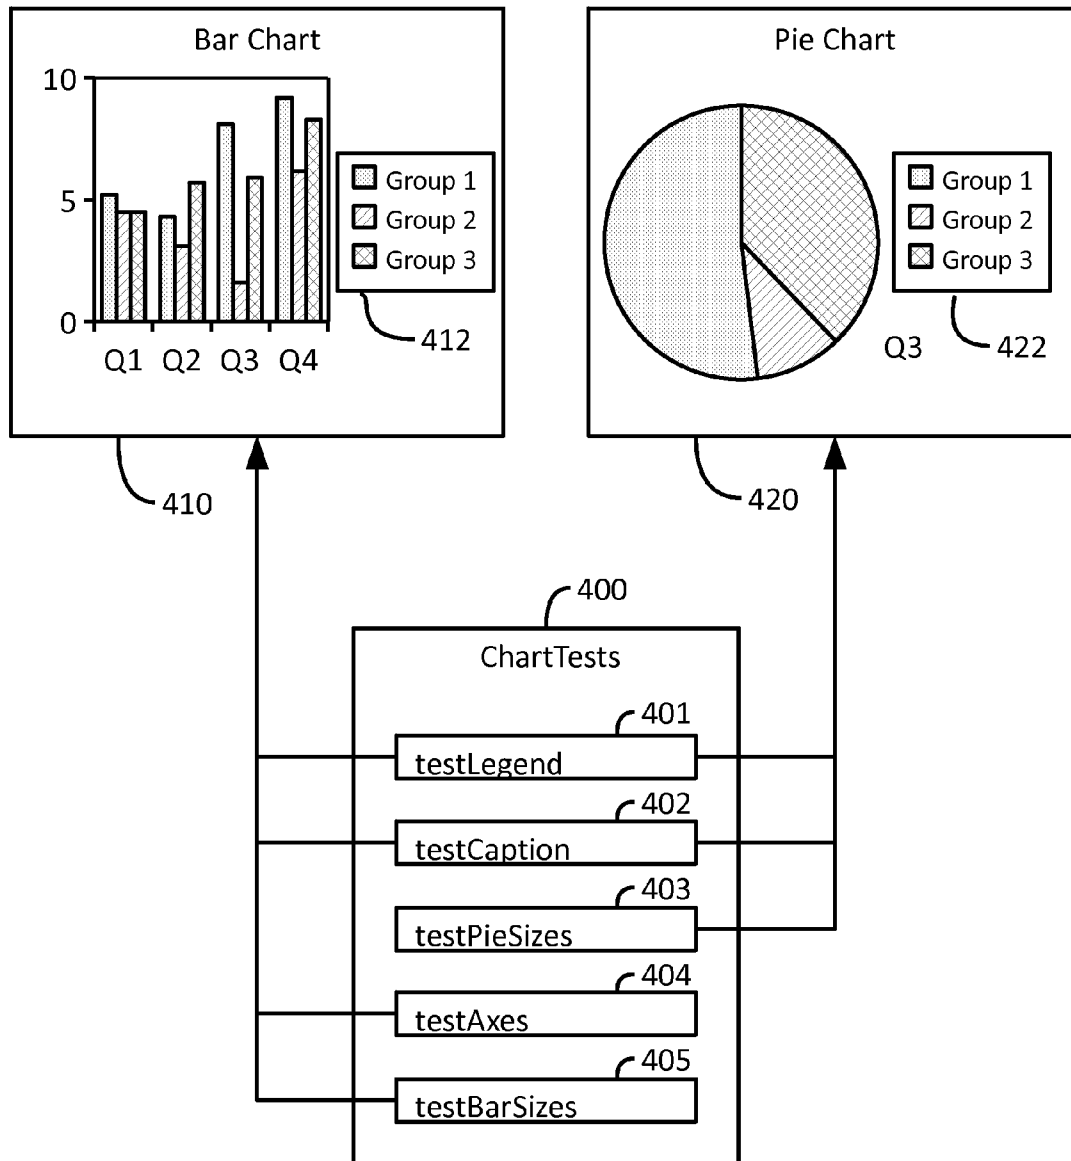 Bar Chart
10
5
0
Q1 Q2 Q3 Q4
Group 1
Group 2
Group 3
412
410
Pie Chart
Group 1
Group 2
Group 3
Q3
422
420
400
ChartTests
401
testLegend
402
testCaption
403
testPieSizes
404
testAxes
405
testBarSizes